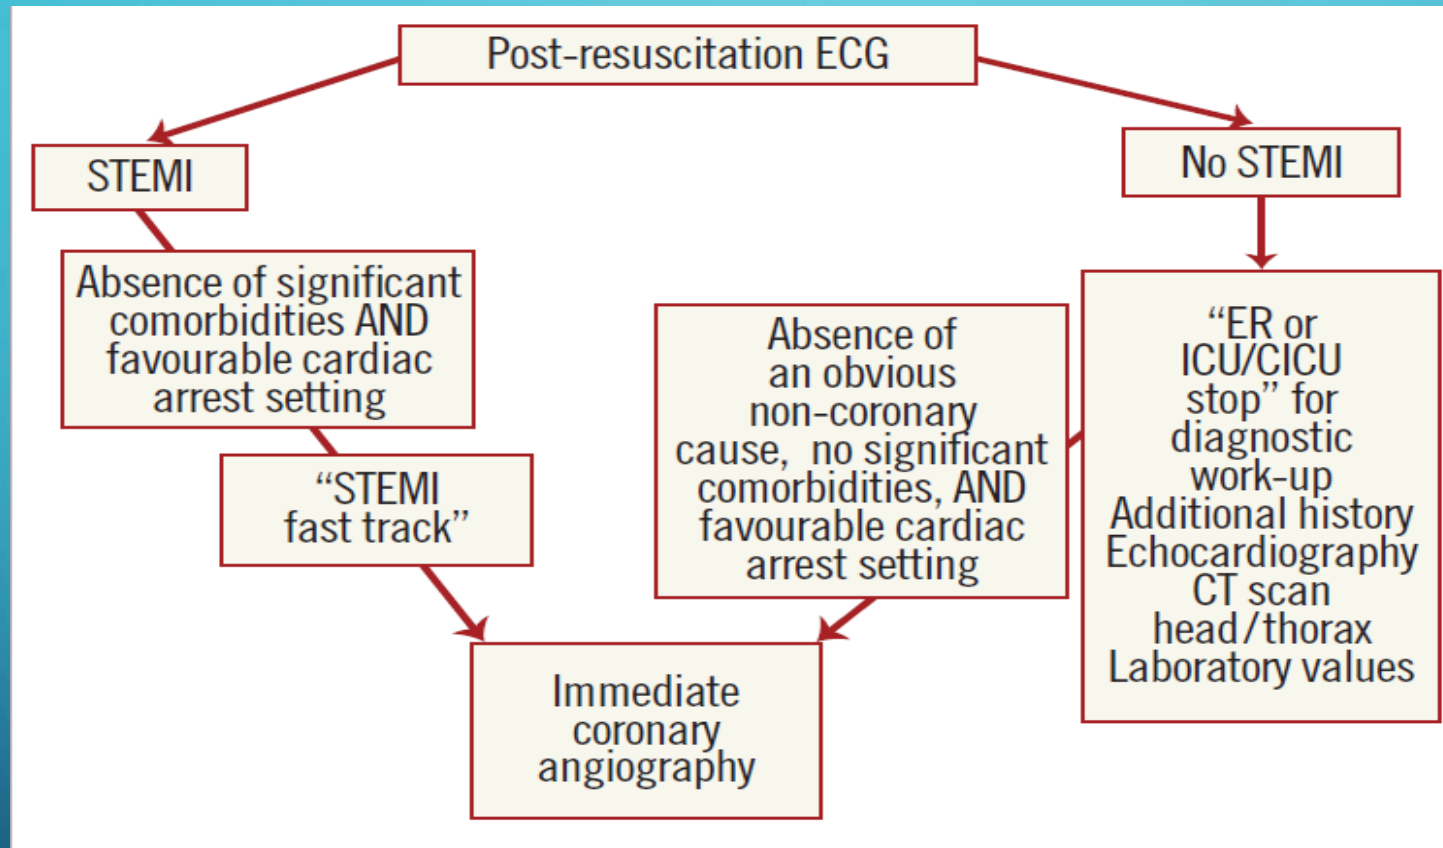 Post-resuscitation ECG
STEMI
No STEMI
Absence of significant
comorbidities AND
favourable cardiac
arrest setting
“STEMI
fast track”
Absence of
an obvious
non-coronary
cause, no significant
comorbidities, AND
favourable cardiac
arrest setting
“ER or
ICU/CICU
stop” for
diagnostic
work-up
Additional history
Echocardiography
CT scan
head/thorax
Laboratory values
Immediate
coronary
angiography